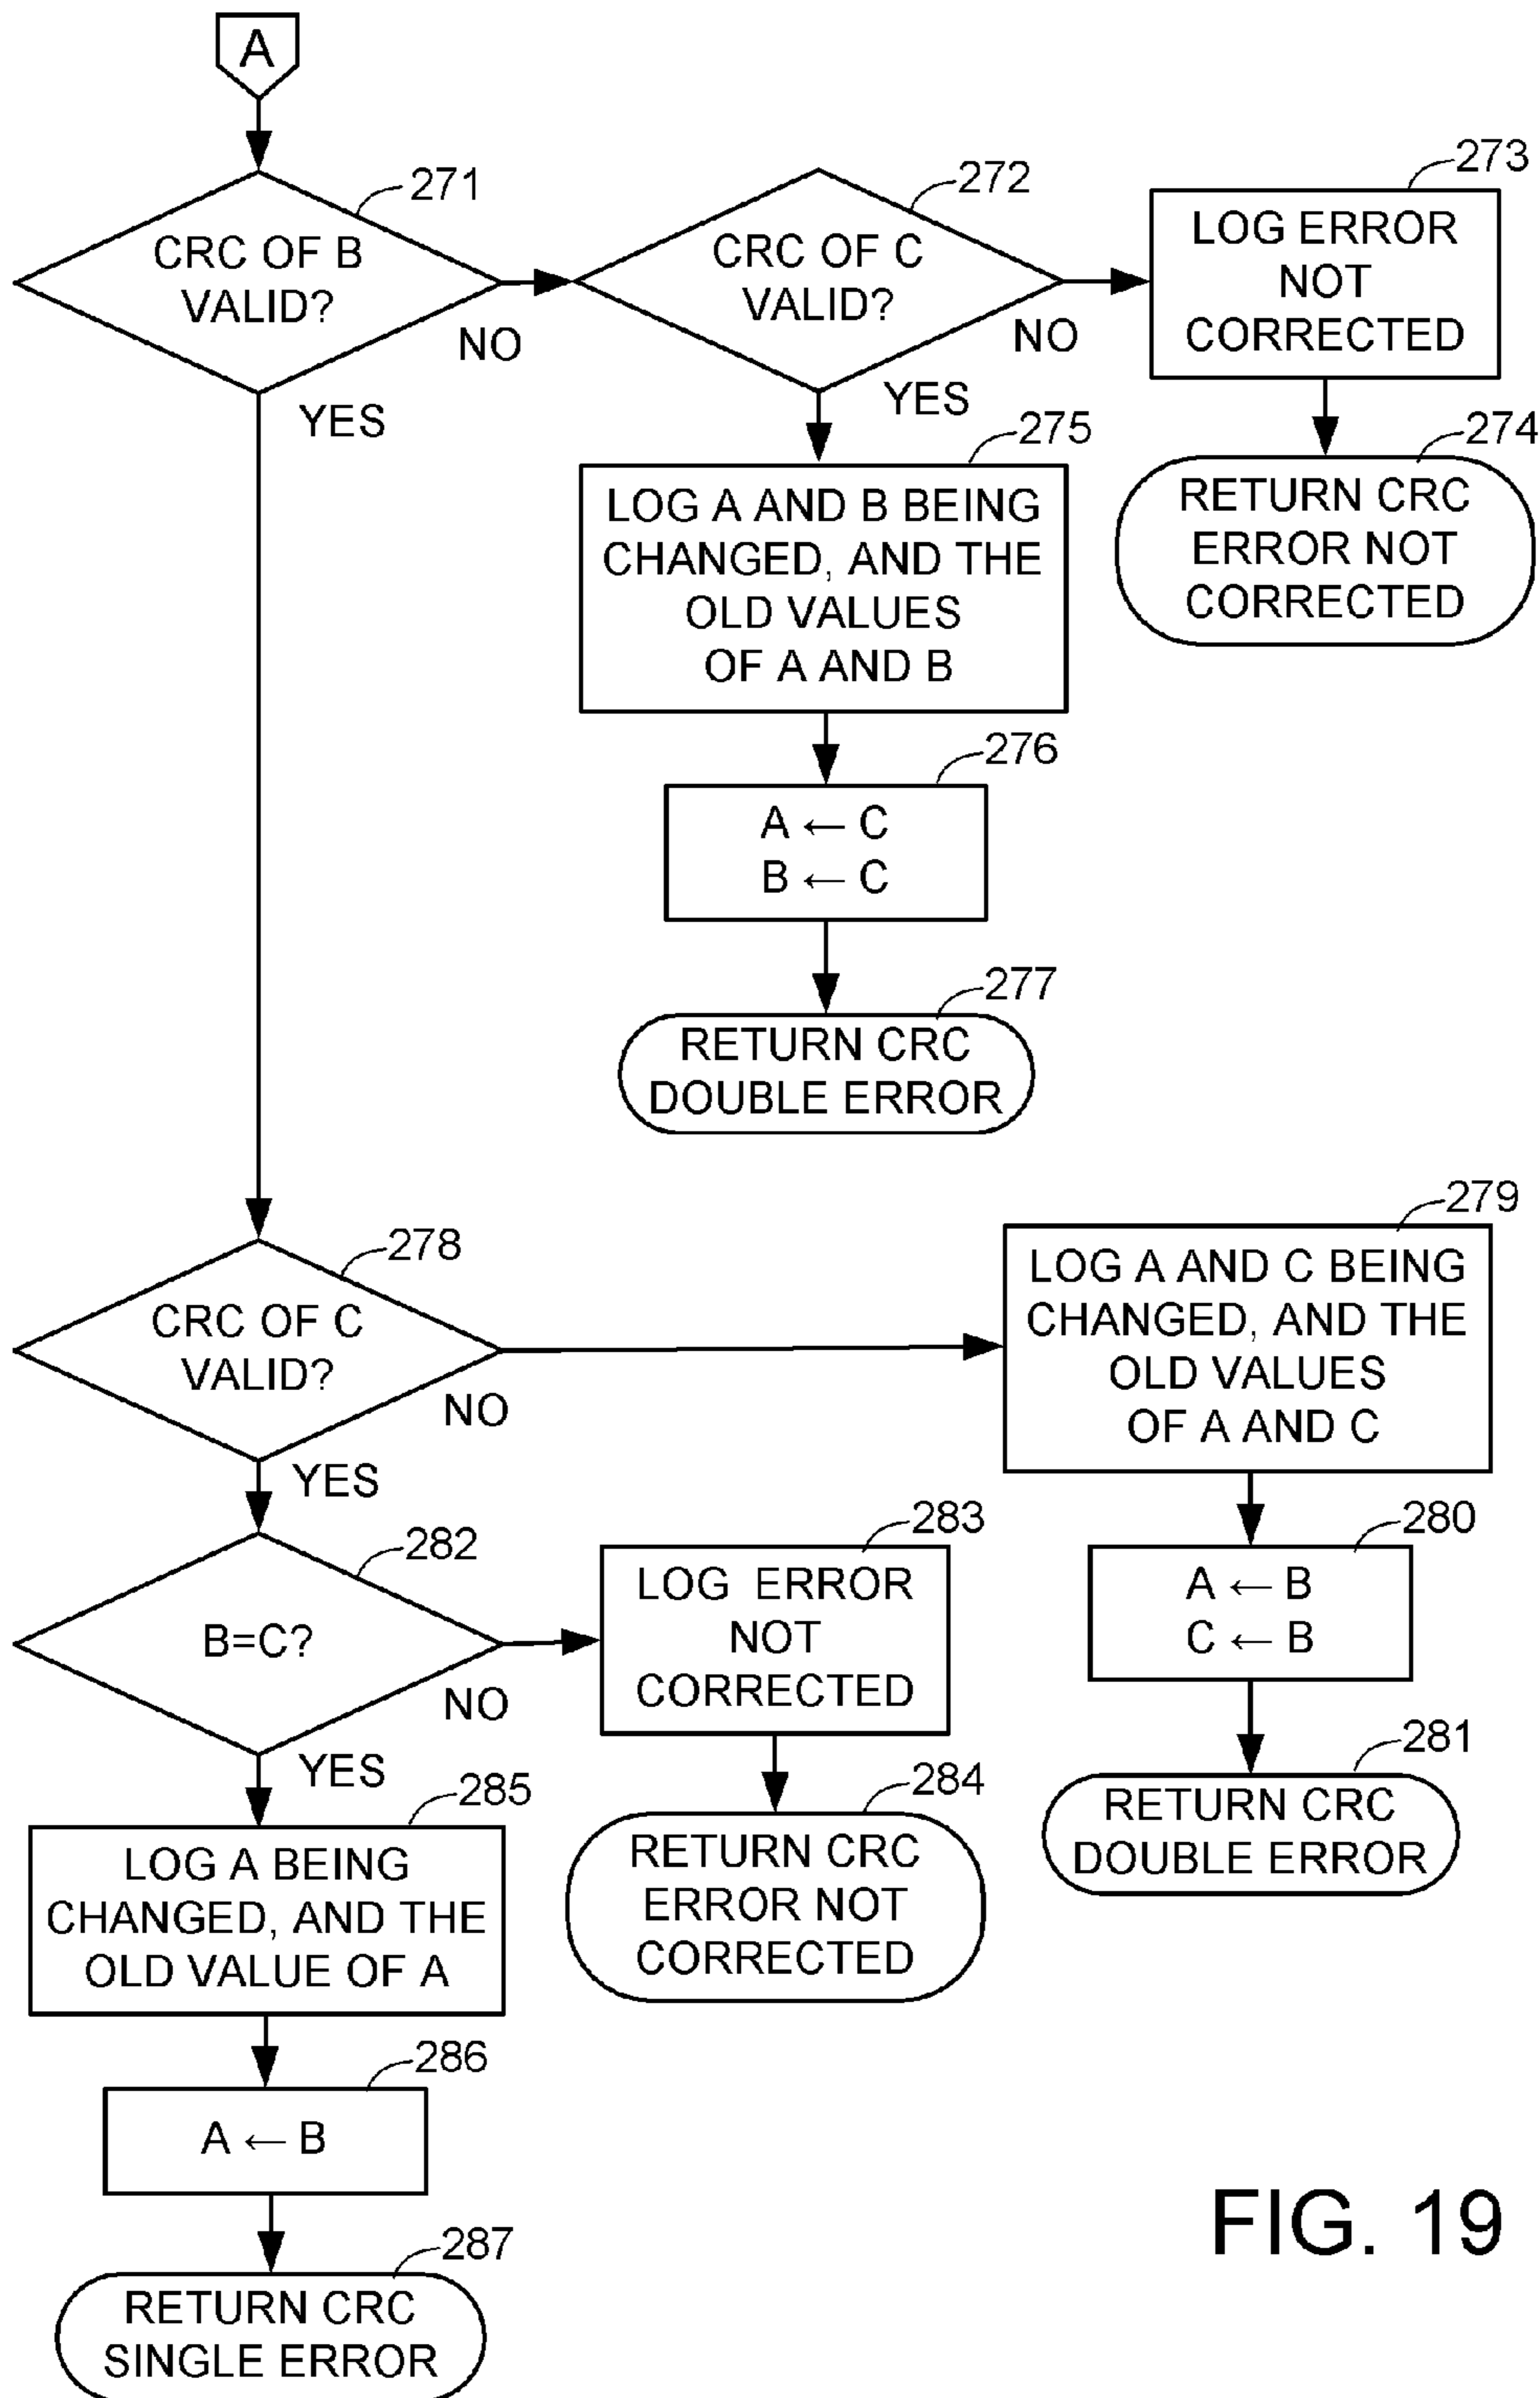 A
271
CRC OF B
VALID?
NO
YES
272
CRC OF C
VALID?
NO
YES
273
LOG ERROR
NOT
CORRECTED
274
RETURN CRC
ERROR NOT
CORRECTED
275
LOG A AND B BEING
CHANGED, AND THE
OLD VALUES
OF A AND B
276
A ← C
B ← C
277
RETURN CRC
DOUBLE ERROR
278
CRC OF C
VALID?
NO
YES
279
LOG A AND C BEING
CHANGED, AND THE
OLD VALUES
OF A AND C
280
A ← B
C ← B
281
RETURN CRC
DOUBLE ERROR
282
B=C?
NO
YES
283
LOG ERROR
NOT
CORRECTED
284
RETURN CRC
ERROR NOT
CORRECTED
285
LOG A BEING
CHANGED, AND THE
OLD VALUE OF A
286
A ← B
287
RETURN CRC
SINGLE ERROR
FIG. 19